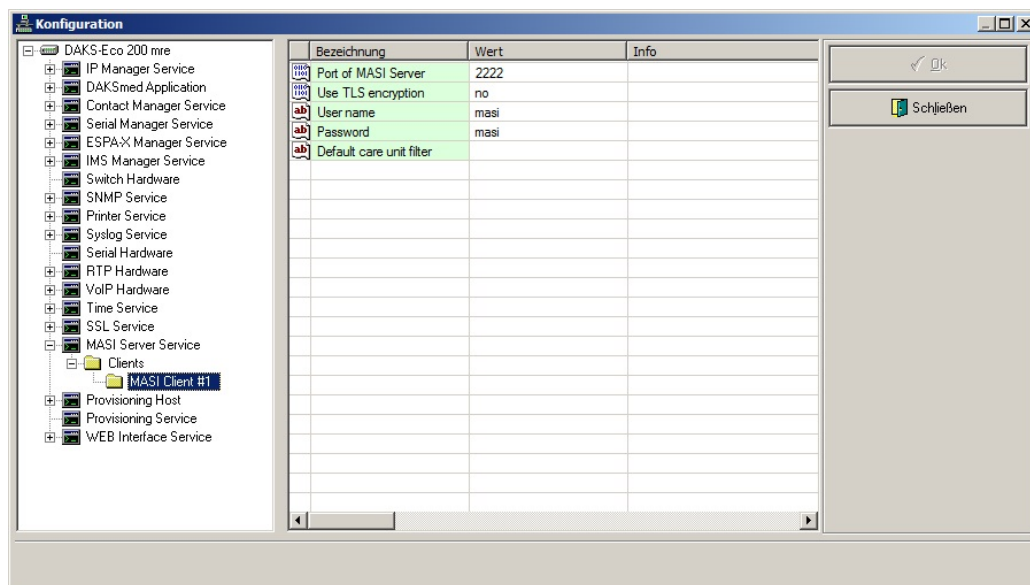 Konfiguration
DAKS-Eco 200 mre
IP Manager Service
DAKSmed Application
Contact Manager Service
Serial Manager Service
ESPA-X Manager Service
IMS Manager Service
Switch Hardware
SNMP Service
Printer Service
Syslog Service
Serial Hardware
RTP Hardware
VoIP Hardware
Time Service
SSL Service
MASI Server Service
Clients
MASI Client #1
Provisioning Host
Provisioning Service
WEB Interface Service
Bezeichnung Wert Info
Port of MASI Server 2222
Use TLS encryption no
User name masi
Password masi
Default care unit filter
Ok
Schließen